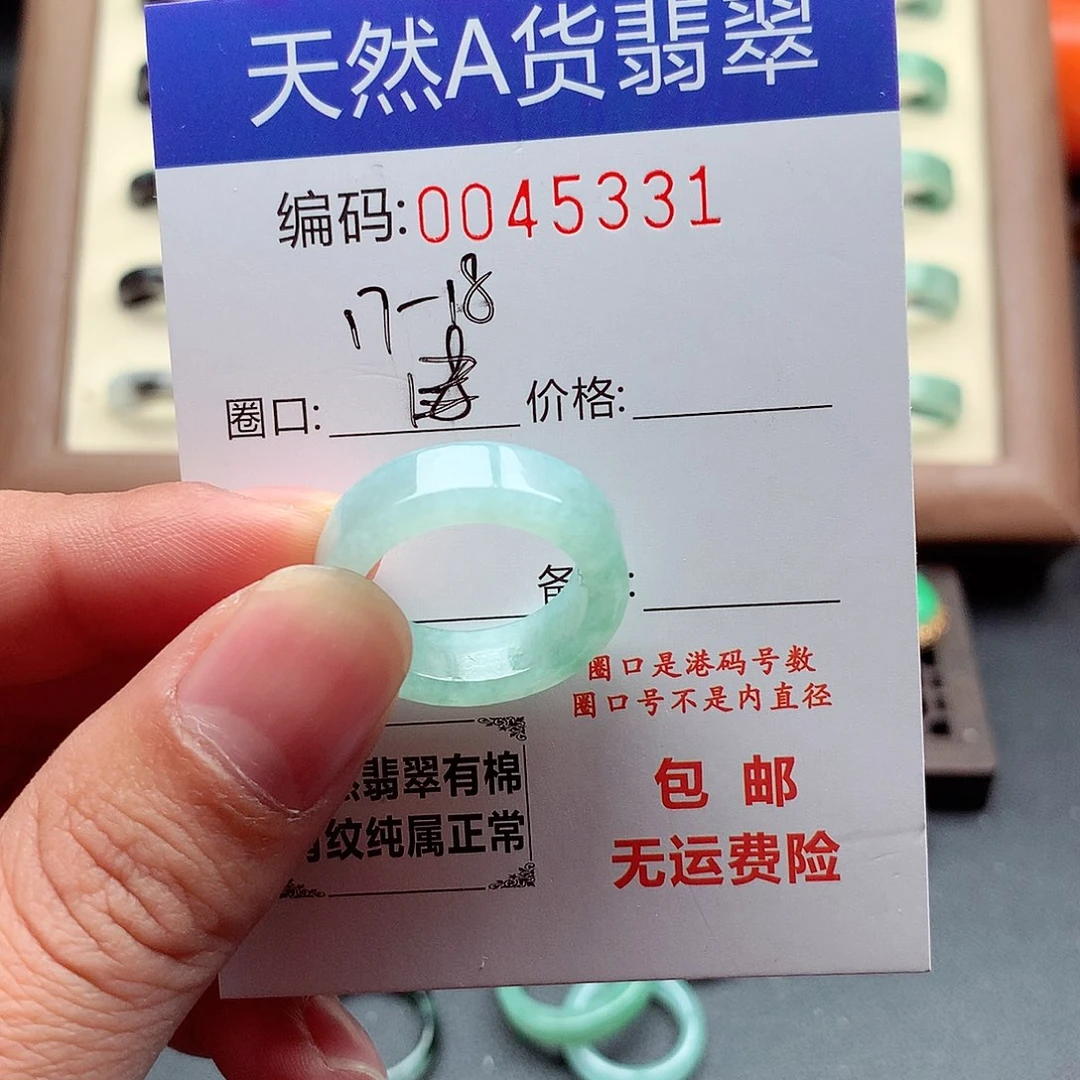 天然A货翡翠
编码:0045331
17-18
圈口: 价格:
备 :
圈口是港码号数
圈口号不是内直径
翡翠有棉
纹纯属正常
包 邮
无运费险